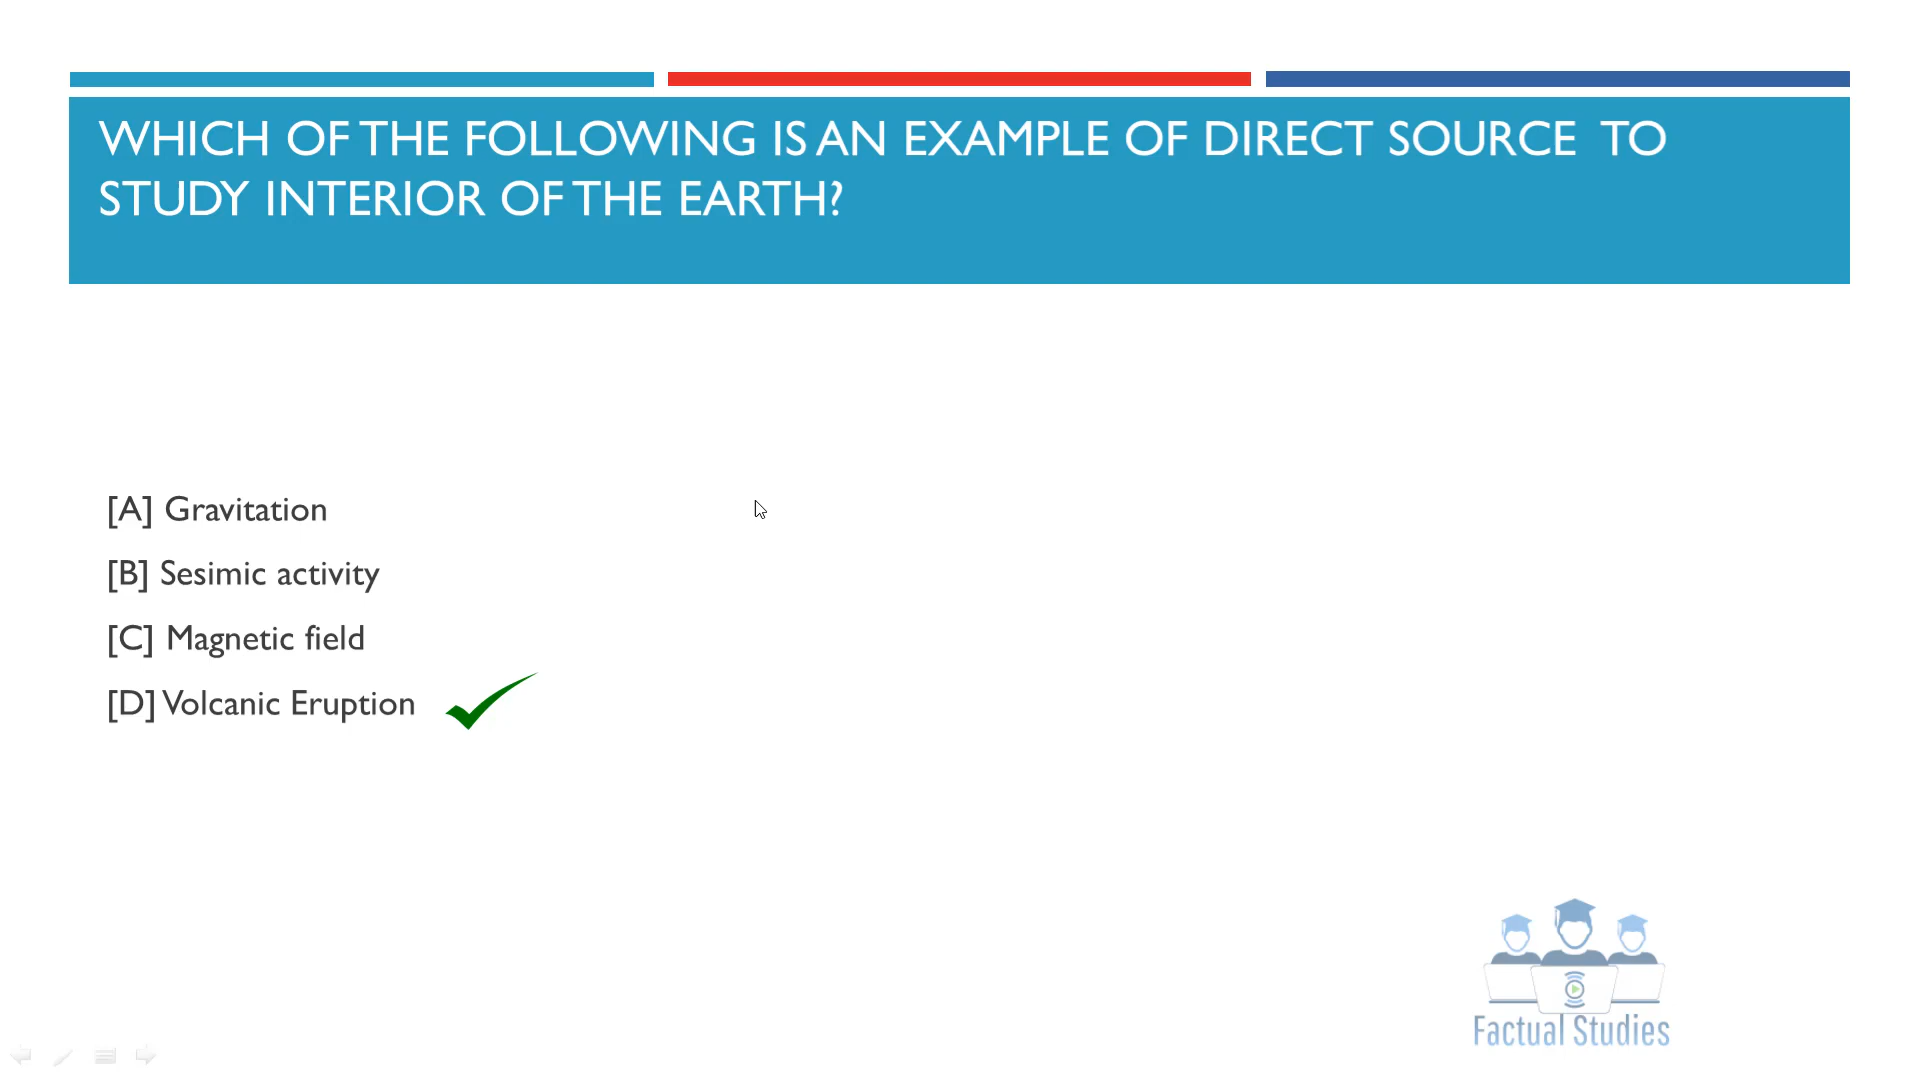 WHICH OF THE FOLLOWING IS AN EXAMPLE OF DIRECT SOURCE TO
STUDY INTERIOR OF THE EARTH?
[A] Gravitation
[B] Sesimic activity
[C] Magnetic field
[D] Volcanic Eruption
Factual Studies